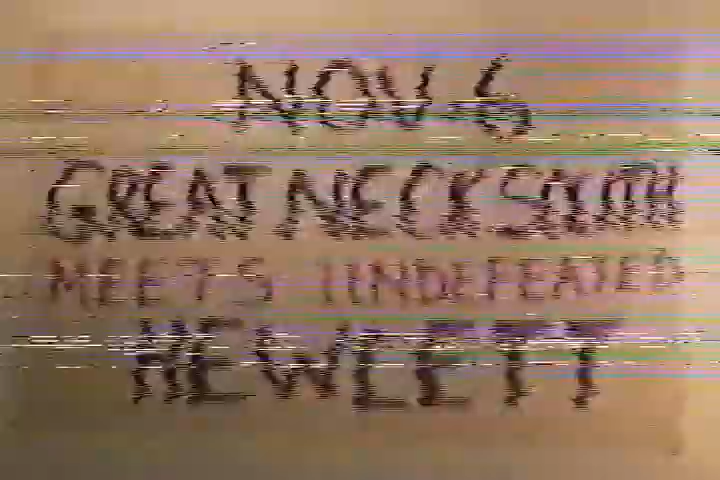 NOV 6
GREAT NECK SOUTH
MEETS UNDEFEATED
HEWLETT